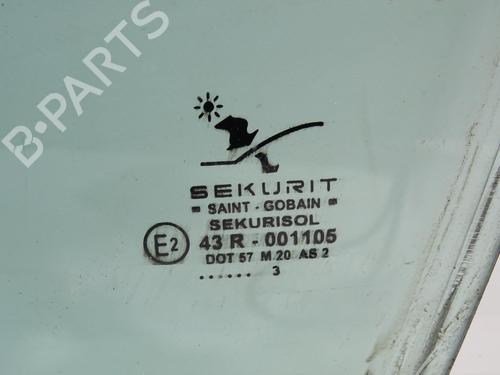 B-PARTS
SEKURIT
SAINT - GOBAIN
SEKURISOL
E2 43 R - 001105
DOT 57 M 20 AS 2
...... 3